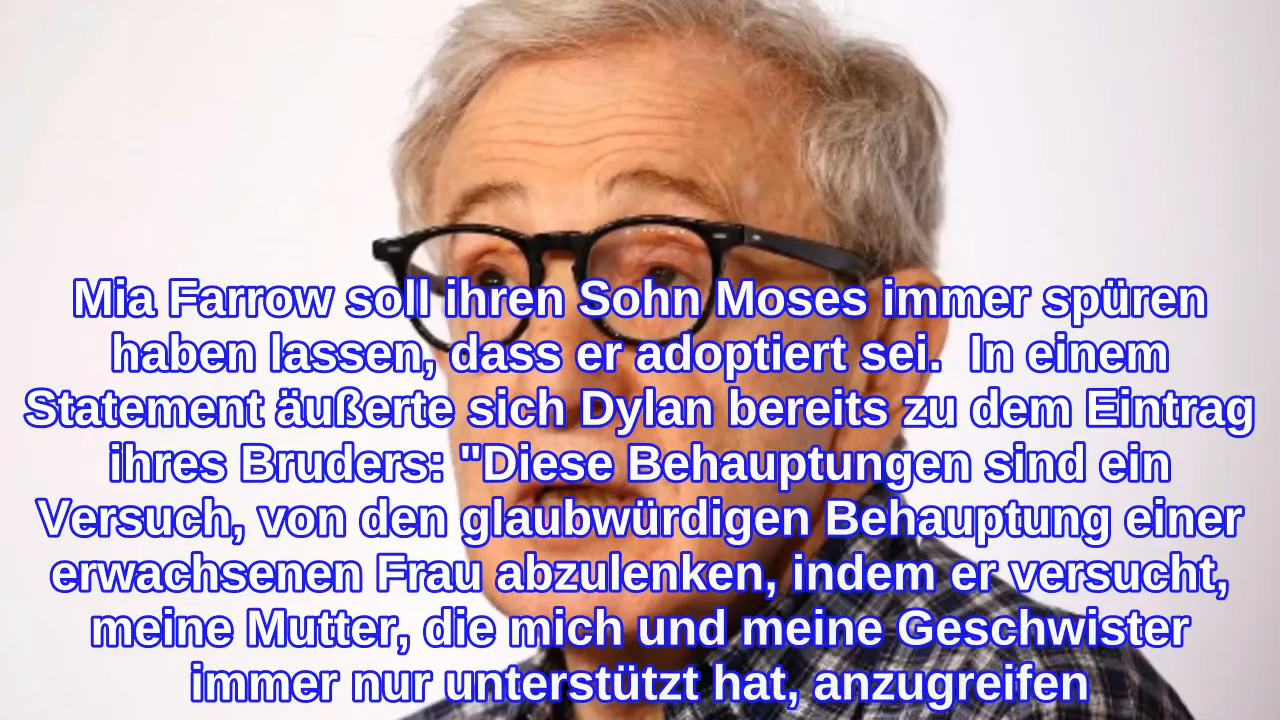 Mia Farrow soll ihren Sohn Moses immer spüren
haben lassen, dass er adoptiert sei.  In einem
Statement äußerte sich Dylan bereits zu dem Eintrag
ihres Bruders: "Diese Behauptungen sind ein
Versuch, von den glaubwürdigen Behauptung einer
erwachsenen Frau abzulenken, indem er versucht,
meine Mutter, die mich und meine Geschwister
immer nur unterstützt hat, anzugreifen